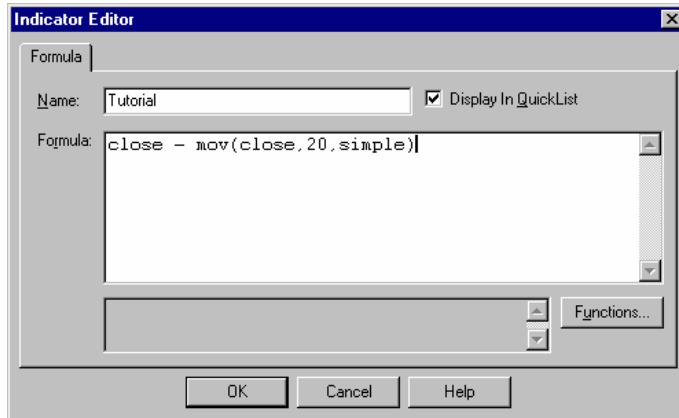 Indicator Editor
Formula
Name: Tutorial Display In QuickList
Formula: close - mov(close,20,simple)
Functions...
OK Cancel Help